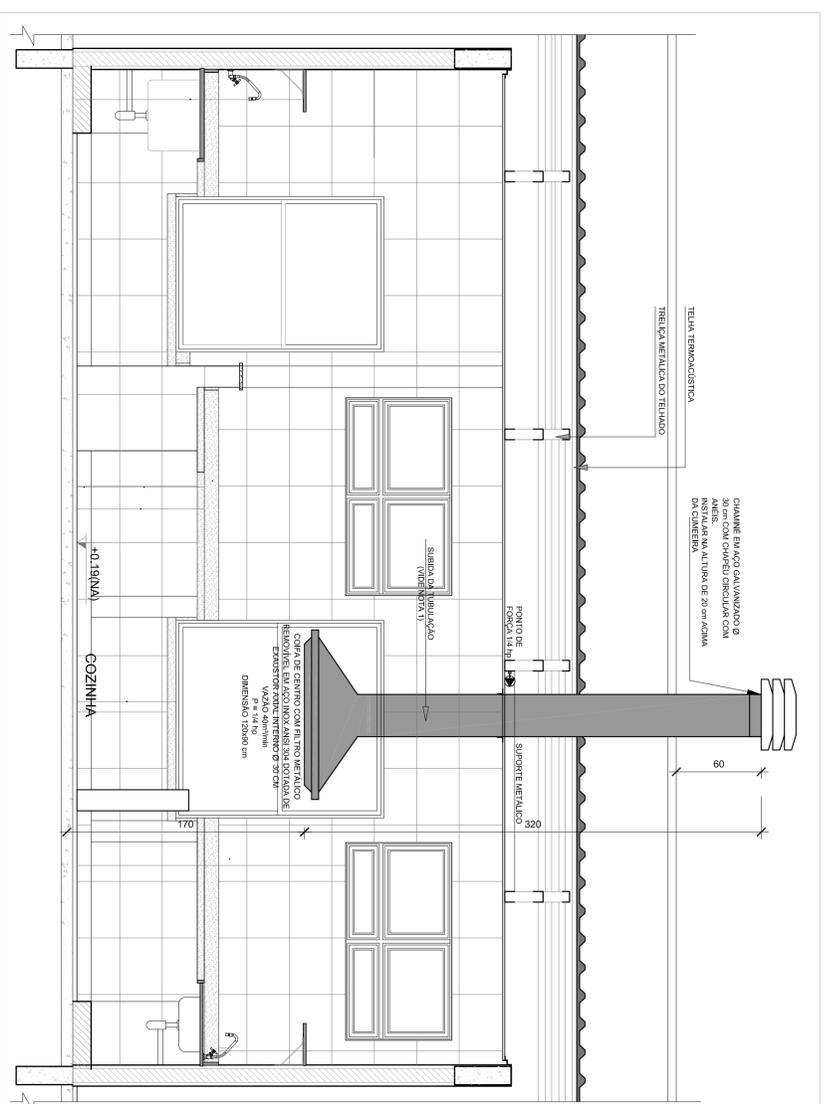 CHAMINÉ EM AÇO GALVANIZADO Ø
30 cm COM CHAPÉU CIRCULAR COM
ANÉIS.
INSTALAR NA ALTURA DE 20 cm ACIMA
DA CUMEEIRA
TELHA TERMOACÚSTICA
TRELIÇA METÁLICA DO TELHADO
60
320
PONTO DE
FORÇA 1/4 hp
SUPORTE METÁLICO
SUBIDA DA TUBULAÇÃO
(VIDE NOTA 1)
COIFA DE CENTRO COM FILTRO METÁLICO
REMOVÍVEL EM AÇO INOX ANSI 304 DOTADA DE
EXAUSTOR AXIAL INTERNO Ø 30 CM
VAZÃO 40m³/min
P = 1/4 hp
DIMENSÃO 120x90 cm
170
+0.19(NA)
COZINHA